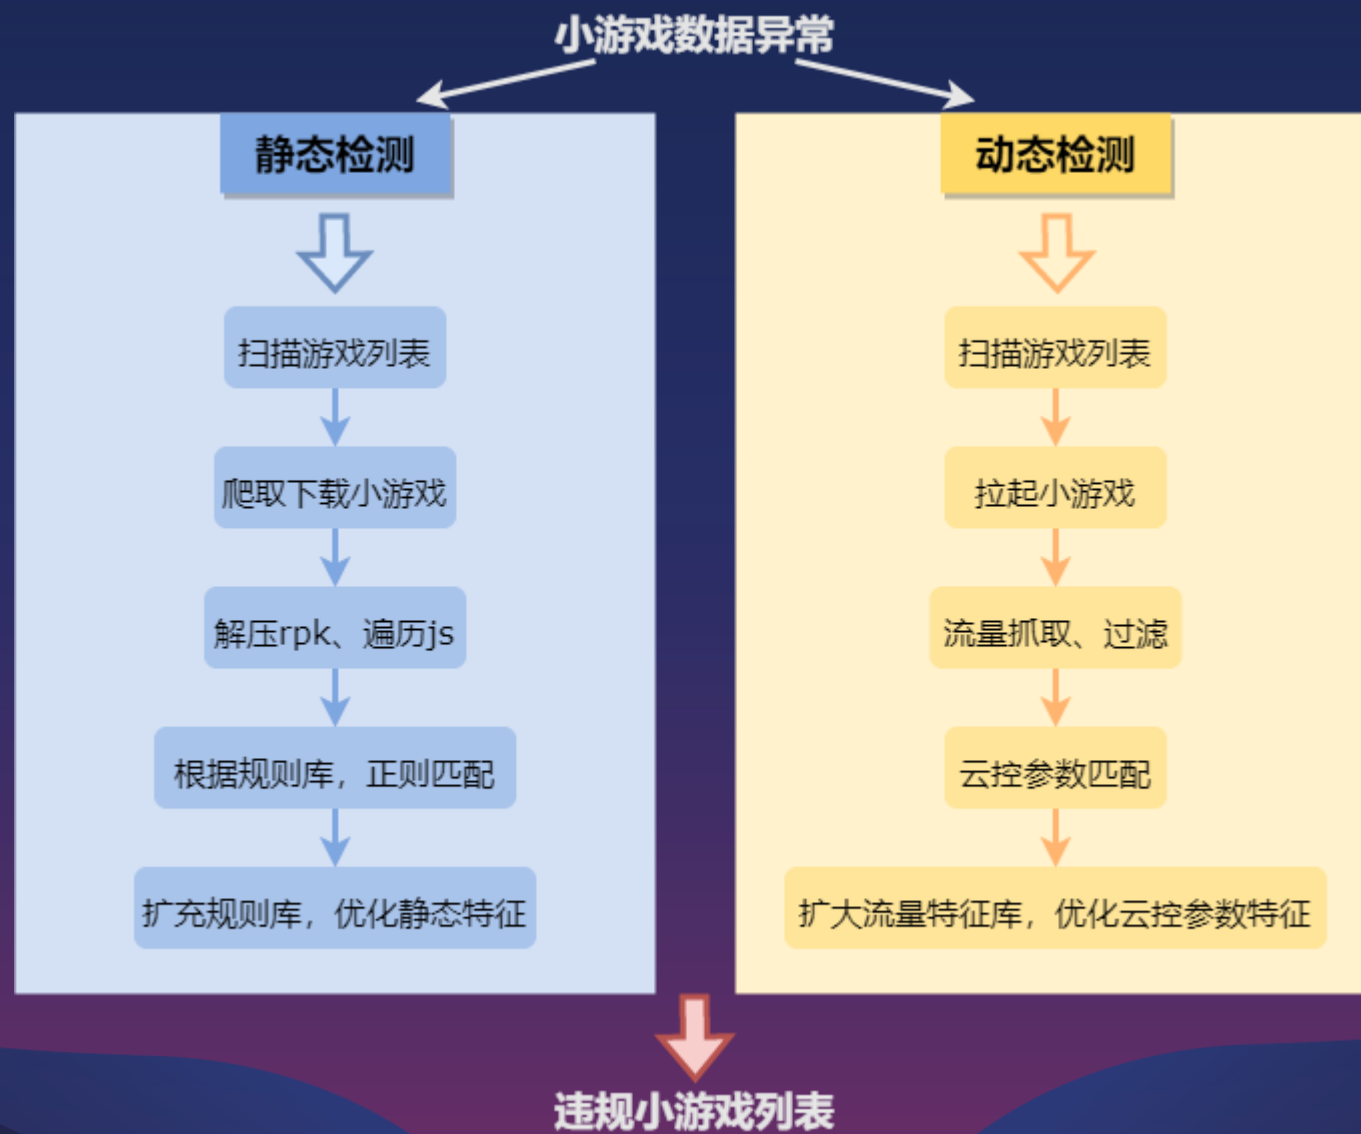 小游戏数据异常
静态检测
扫描游戏列表
爬取下载小游戏
解压rpk、遍历js
根据规则库，正则匹配
扩充规则库，优化静态特征
动态检测
扫描游戏列表
拉起小游戏
流量抓取、过滤
云控参数匹配
扩大流量特征库，优化云控参数特征
违规小游戏列表